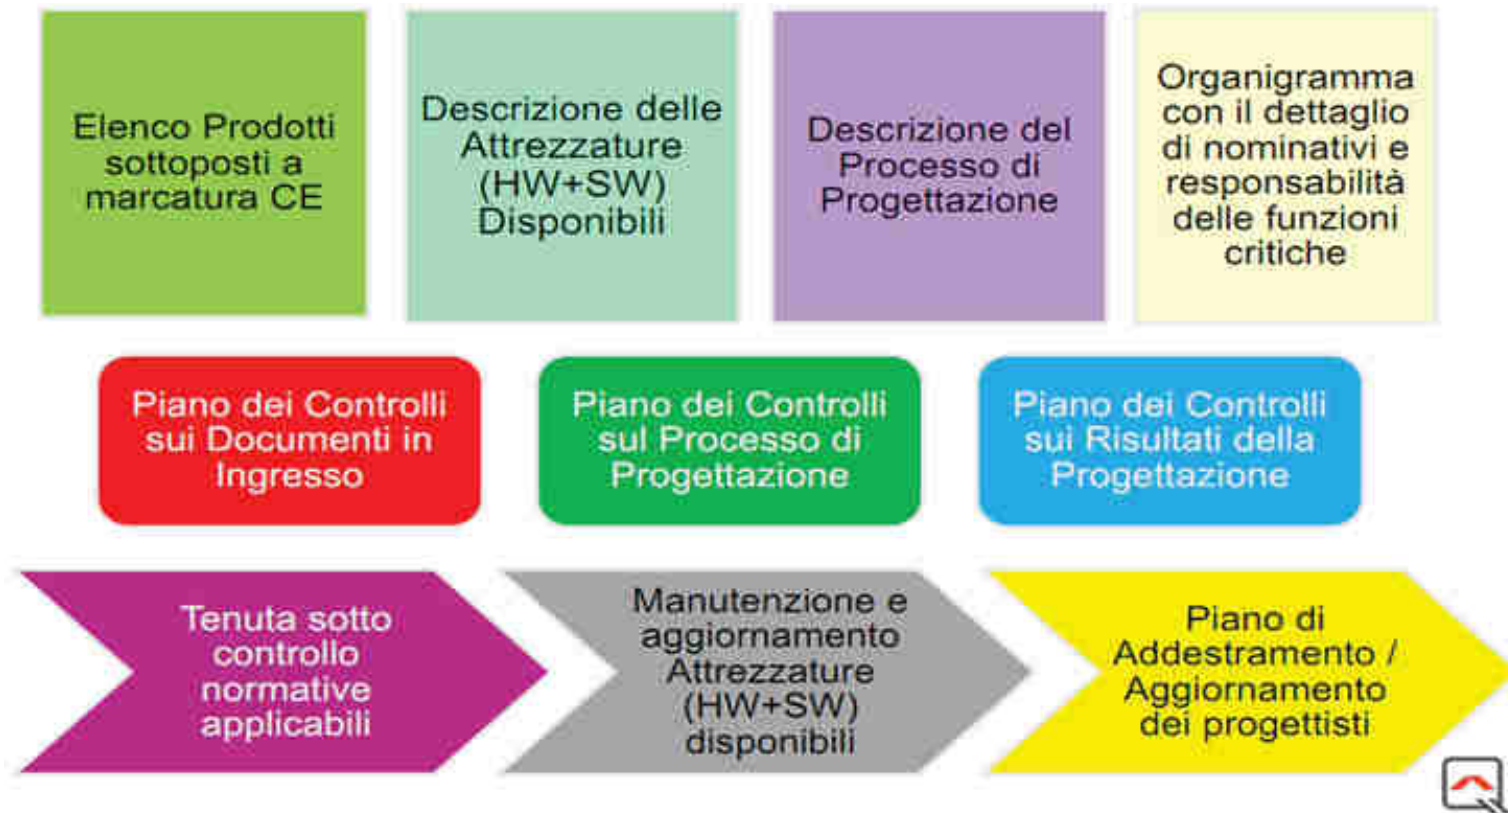 Elenco Prodotti
sottoposti a
marcatura CE
Descrizione delle
Attrezzature
(HW+SW)
Disponibili
Descrizione del
Processo di
Progettazione
Organigramma
con il dettaglio
di nominativi e
responsabilità
delle funzioni
critiche
Piano dei Controlli
sui Documenti in
Ingresso
Piano dei Controlli
sul Processo di
Progettazione
Piano dei Controlli
sui Risultati della
Progettazione
Tenuta sotto
controllo
normative
applicabili
Manutenzione e
aggiornamento
Attrezzature
(HW+SW)
disponibili
Piano di
Addestramento /
Aggiornamento
dei progettisti